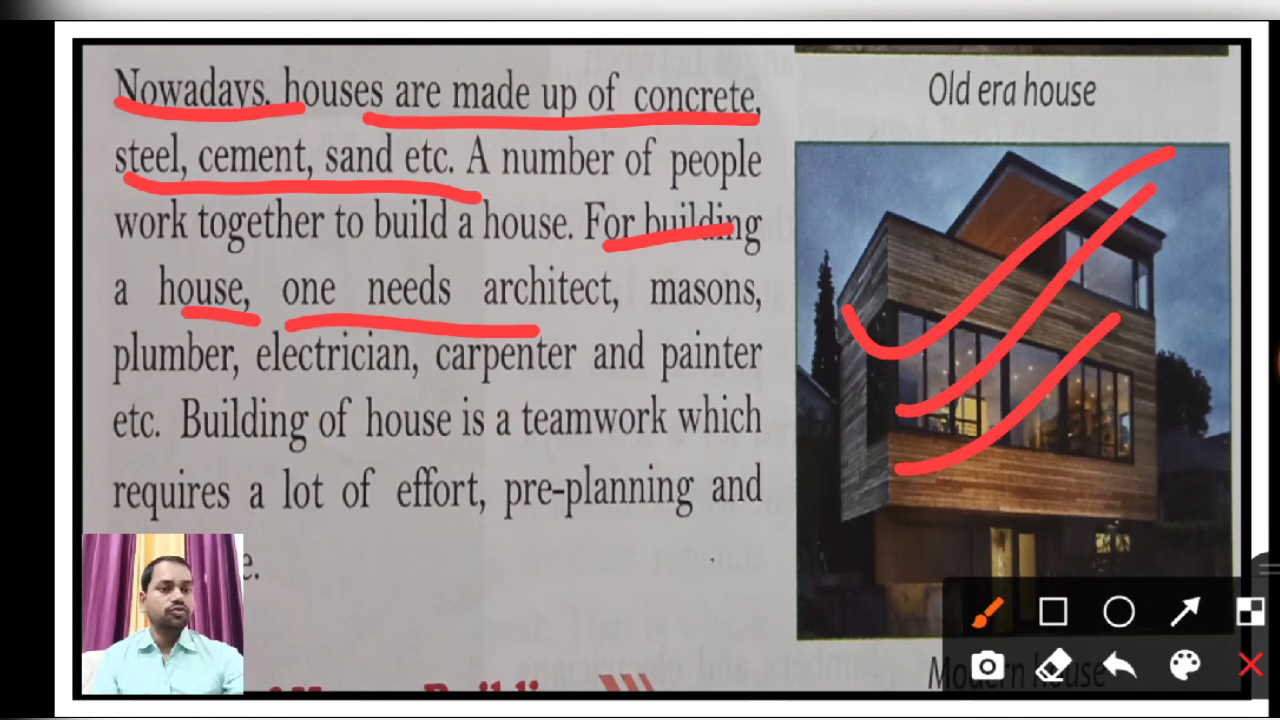 Nowadays, houses are made up of concrete,
steel, cement, sand etc. A number of people
work together to build a house. For building
a house, one needs architect, masons,
plumber, electrician, carpenter and painter
etc. Building of house is a teamwork which
requires a lot of effort, pre-planning and
e.
Old era house
Modern house